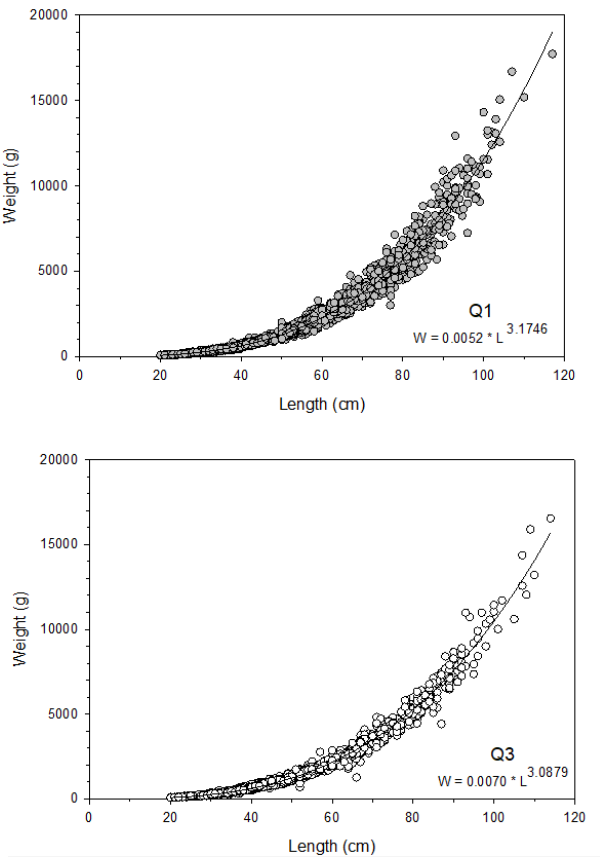 20000
15000
10000
5000
0
Weight (g)
Q1
W = 0.0052 * L 3.1746
0 20 40 60 80 100 120
Length (cm)
20000
15000
10000
5000
0
Weight (g)
Q3
W = 0.0070 * L 3.0879
0 20 40 60 80 100 120
Length (cm)